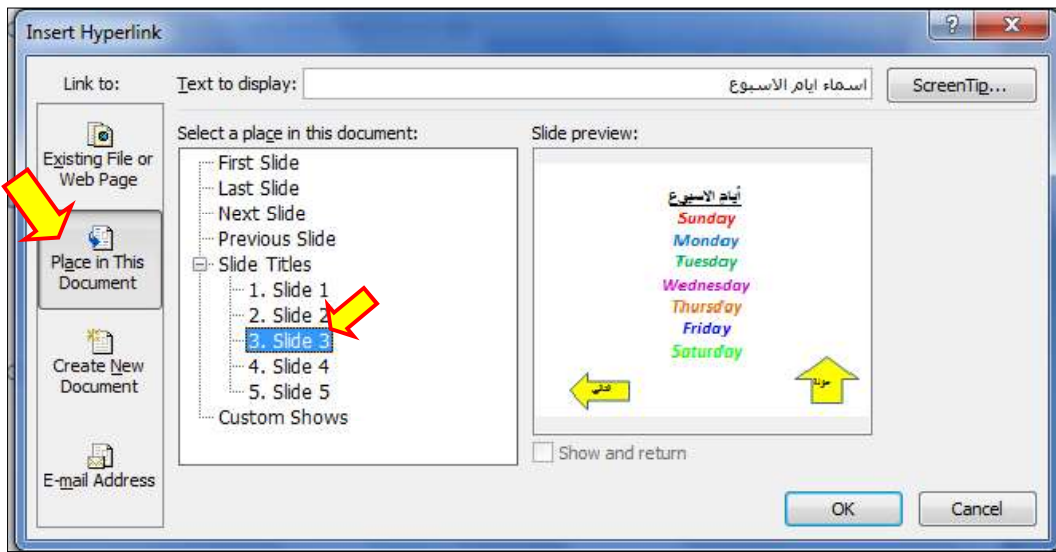 Insert Hyperlink
Link to:
Text to display:
اسماء ايام الاسبوع
ScreenTip...
Existing File or
Web Page
Place in This
Document
Create New
Document
E-mail Address
Select a place in this document:
First Slide
Last Slide
Next Slide
Previous Slide
Slide Titles
1. Slide 1
2. Slide 2
3. Slide 3
4. Slide 4
5. Slide 5
Custom Shows
Slide preview:
أيام الاسبوع
Sunday
Monday
Tuesday
Wednesday
Thursday
Friday
Saturday
التالي
Show and return
OK
Cancel